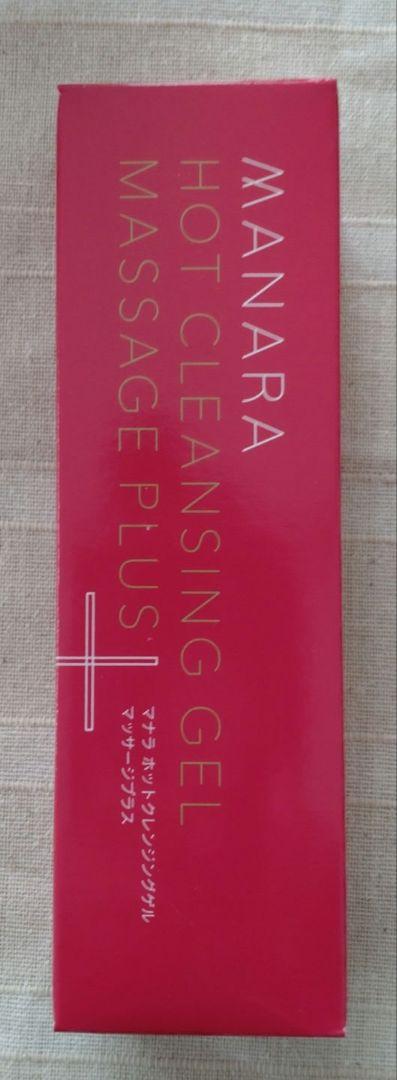 MANARA
HOT CLEANSING GEL
MASSAGE PLUS
マナラ ホットクレンジングゲル
マッサージプラス